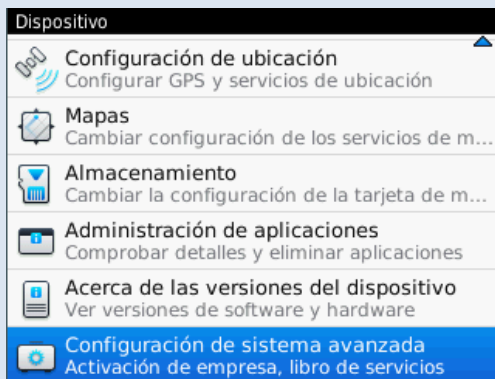 Dispositivo
Configuración de ubicación
Configurar GPS y servicios de ubicación
Mapas
Cambiar configuración de los servicios de m...
Almacenamiento
Cambiar la configuración de la tarjeta de m...
Administración de aplicaciones
Comprobar detalles y eliminar aplicaciones
Acerca de las versiones del dispositivo
Ver versiones de software y hardware
Configuración de sistema avanzada
Activación de empresa, libro de servicios